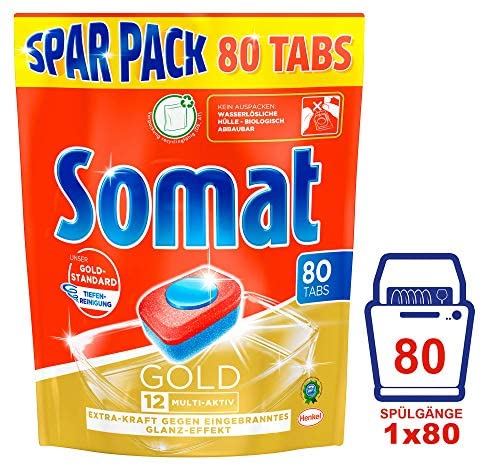 SPAR PACK 80 TABS
KEIN AUSPACKEN
WASSERLÖSLICHE
HÜLLE - BIOLOGISCH
ABBAUBAR
Somat
UNSER
GOLD-
STANDARD
TIEFEN-
REINIGUNG
80
TABS
GOLD
12 MULTI-AKTIV
EXTRA-KRAFT GEGEN EINGEBRANNTES
GLANZ-EFFEKT
Henkel
80
SPÜLGÄNGE
1x80